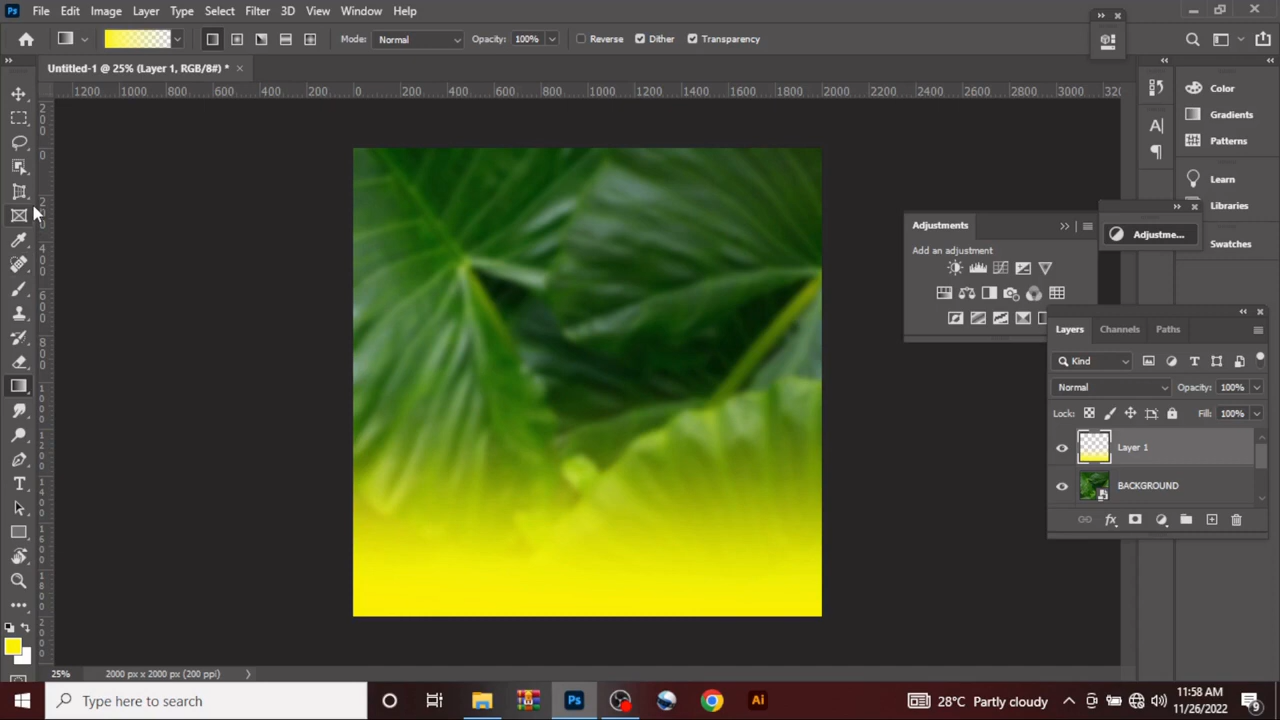 Ps File Edit Image Layer Type Select Filter 3D View Window Help
Mode: Normal Opacity: 100% Reverse Dither Transparency
Untitled-1 @ 25% (Layer 1, RGB/8#) * ×
1200 1000 800 600 400 200 0 200 400 600 800 1000 1200 1400 1600 1800 2000 2200 2400 2600 2800 3000
Color
Gradients
Patterns
Learn
Libraries
Swatches
Adjustme...
Adjustments
Add an adjustment
Layers Channels Paths
Kind
Normal Opacity: 100%
Lock: Fill: 100%
Layer 1
BACKGROUND
25% 2000 px x 2000 px (200 ppi)
Type here to search
Ps
Ai
28°C Partly cloudy
11:58 AM
11/26/2022
9